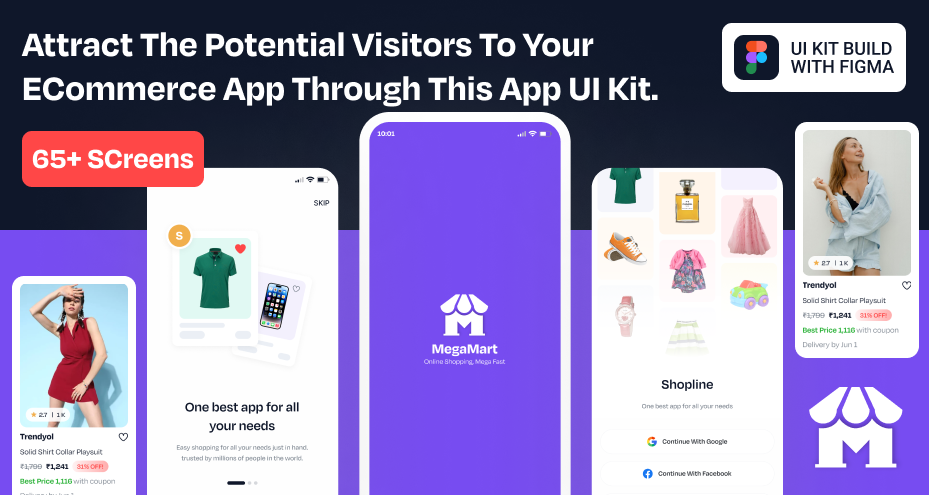 Attract The Potential Visitors To Your
ECommerce App Through This App UI Kit.
UI KIT BUILD
WITH FIGMA
65+ SCreens
SKIP
S
One best app for all
your needs
Easy shopping for all your needs just in hand,
trusted by millions of people in the world.
10:01
MegaMart
Online Shopping, Mega Fast
Shopline
One best app for all your needs
Continue With Google
Continue With Facebook
2.7 | 1 K
Trendyol
Solid Shirt Collar Playsuit
₹1,799 ₹1,241 31% OFF!
Best Price 1,116 with coupon
Delivery by Jun 1
2.7 | 1 K
Trendyol
Solid Shirt Collar Playsuit
₹1,799 ₹1,241 31% OFF!
Best Price 1,116 with coupon
Delivery by Jun 1